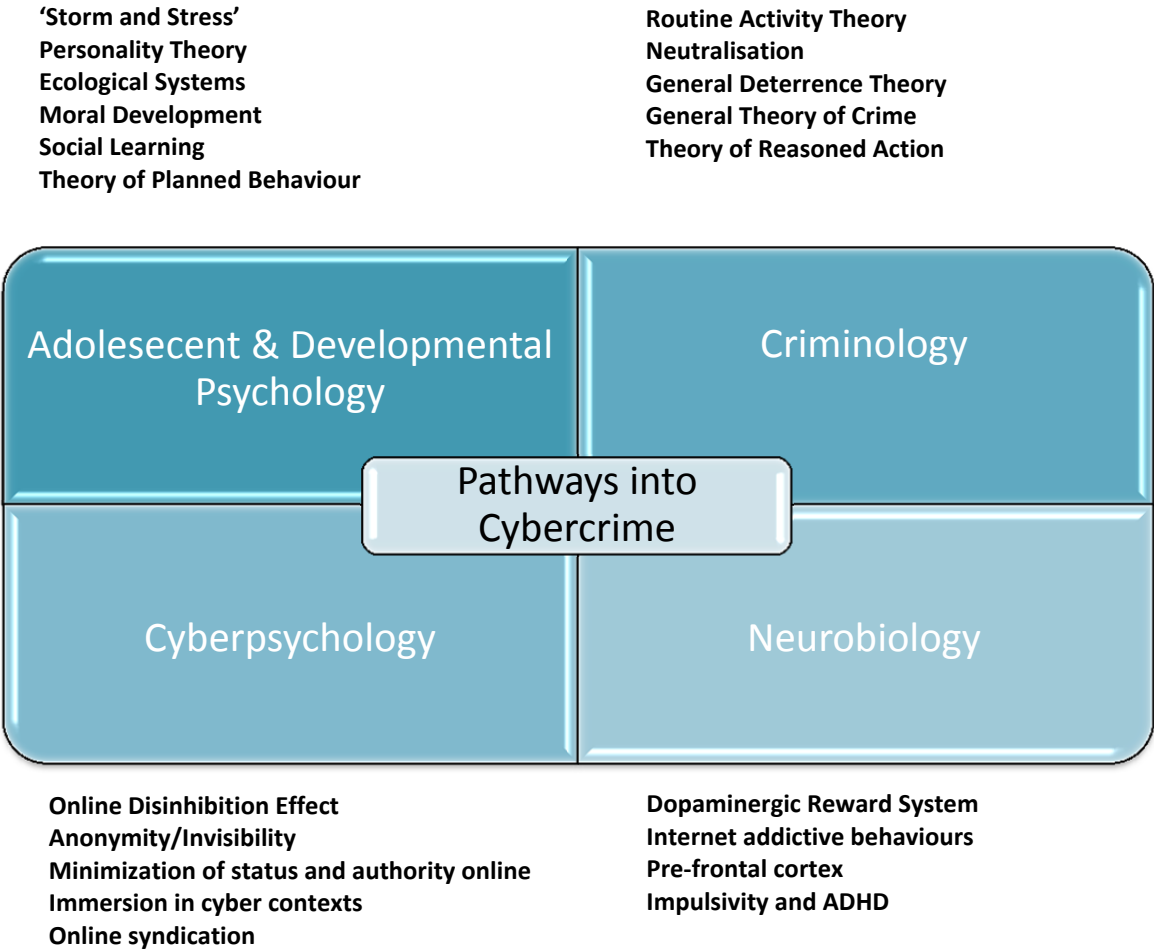 ‘Storm and Stress’
Personality Theory
Ecological Systems
Moral Development
Social Learning
Theory of Planned Behaviour
Routine Activity Theory
Neutralisation
General Deterrence Theory
General Theory of Crime
Theory of Reasoned Action
Adolesecent & Developmental
Psychology
Criminology
Pathways into
Cybercrime
Cyberpsychology
Neurobiology
Online Disinhibition Effect
Anonymity/Invisibility
Minimization of status and authority online
Immersion in cyber contexts
Online syndication
Dopaminergic Reward System
Internet addictive behaviours
Pre-frontal cortex
Impulsivity and ADHD